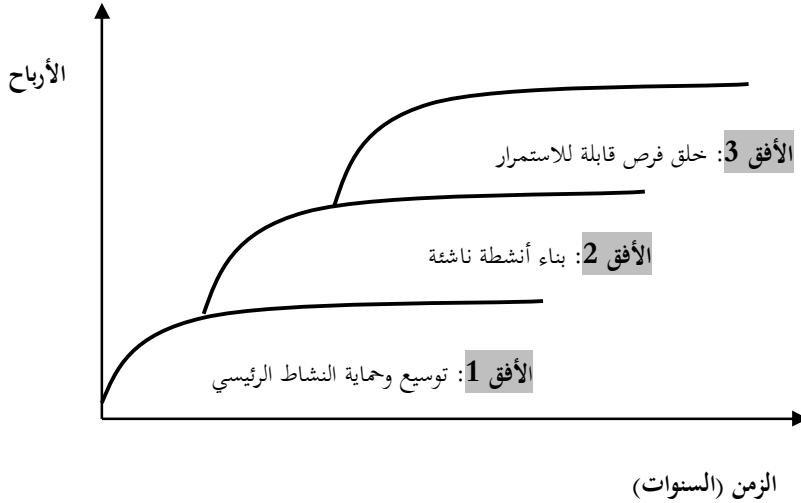 الأرباح
الأفق 3: خلق فرص قابلة للاستمرار
الأفق 2: بناء أنشطة ناشئة
الأفق 1: توسيع وحماية النشاط الرئيسي
الزمن (السنوات)